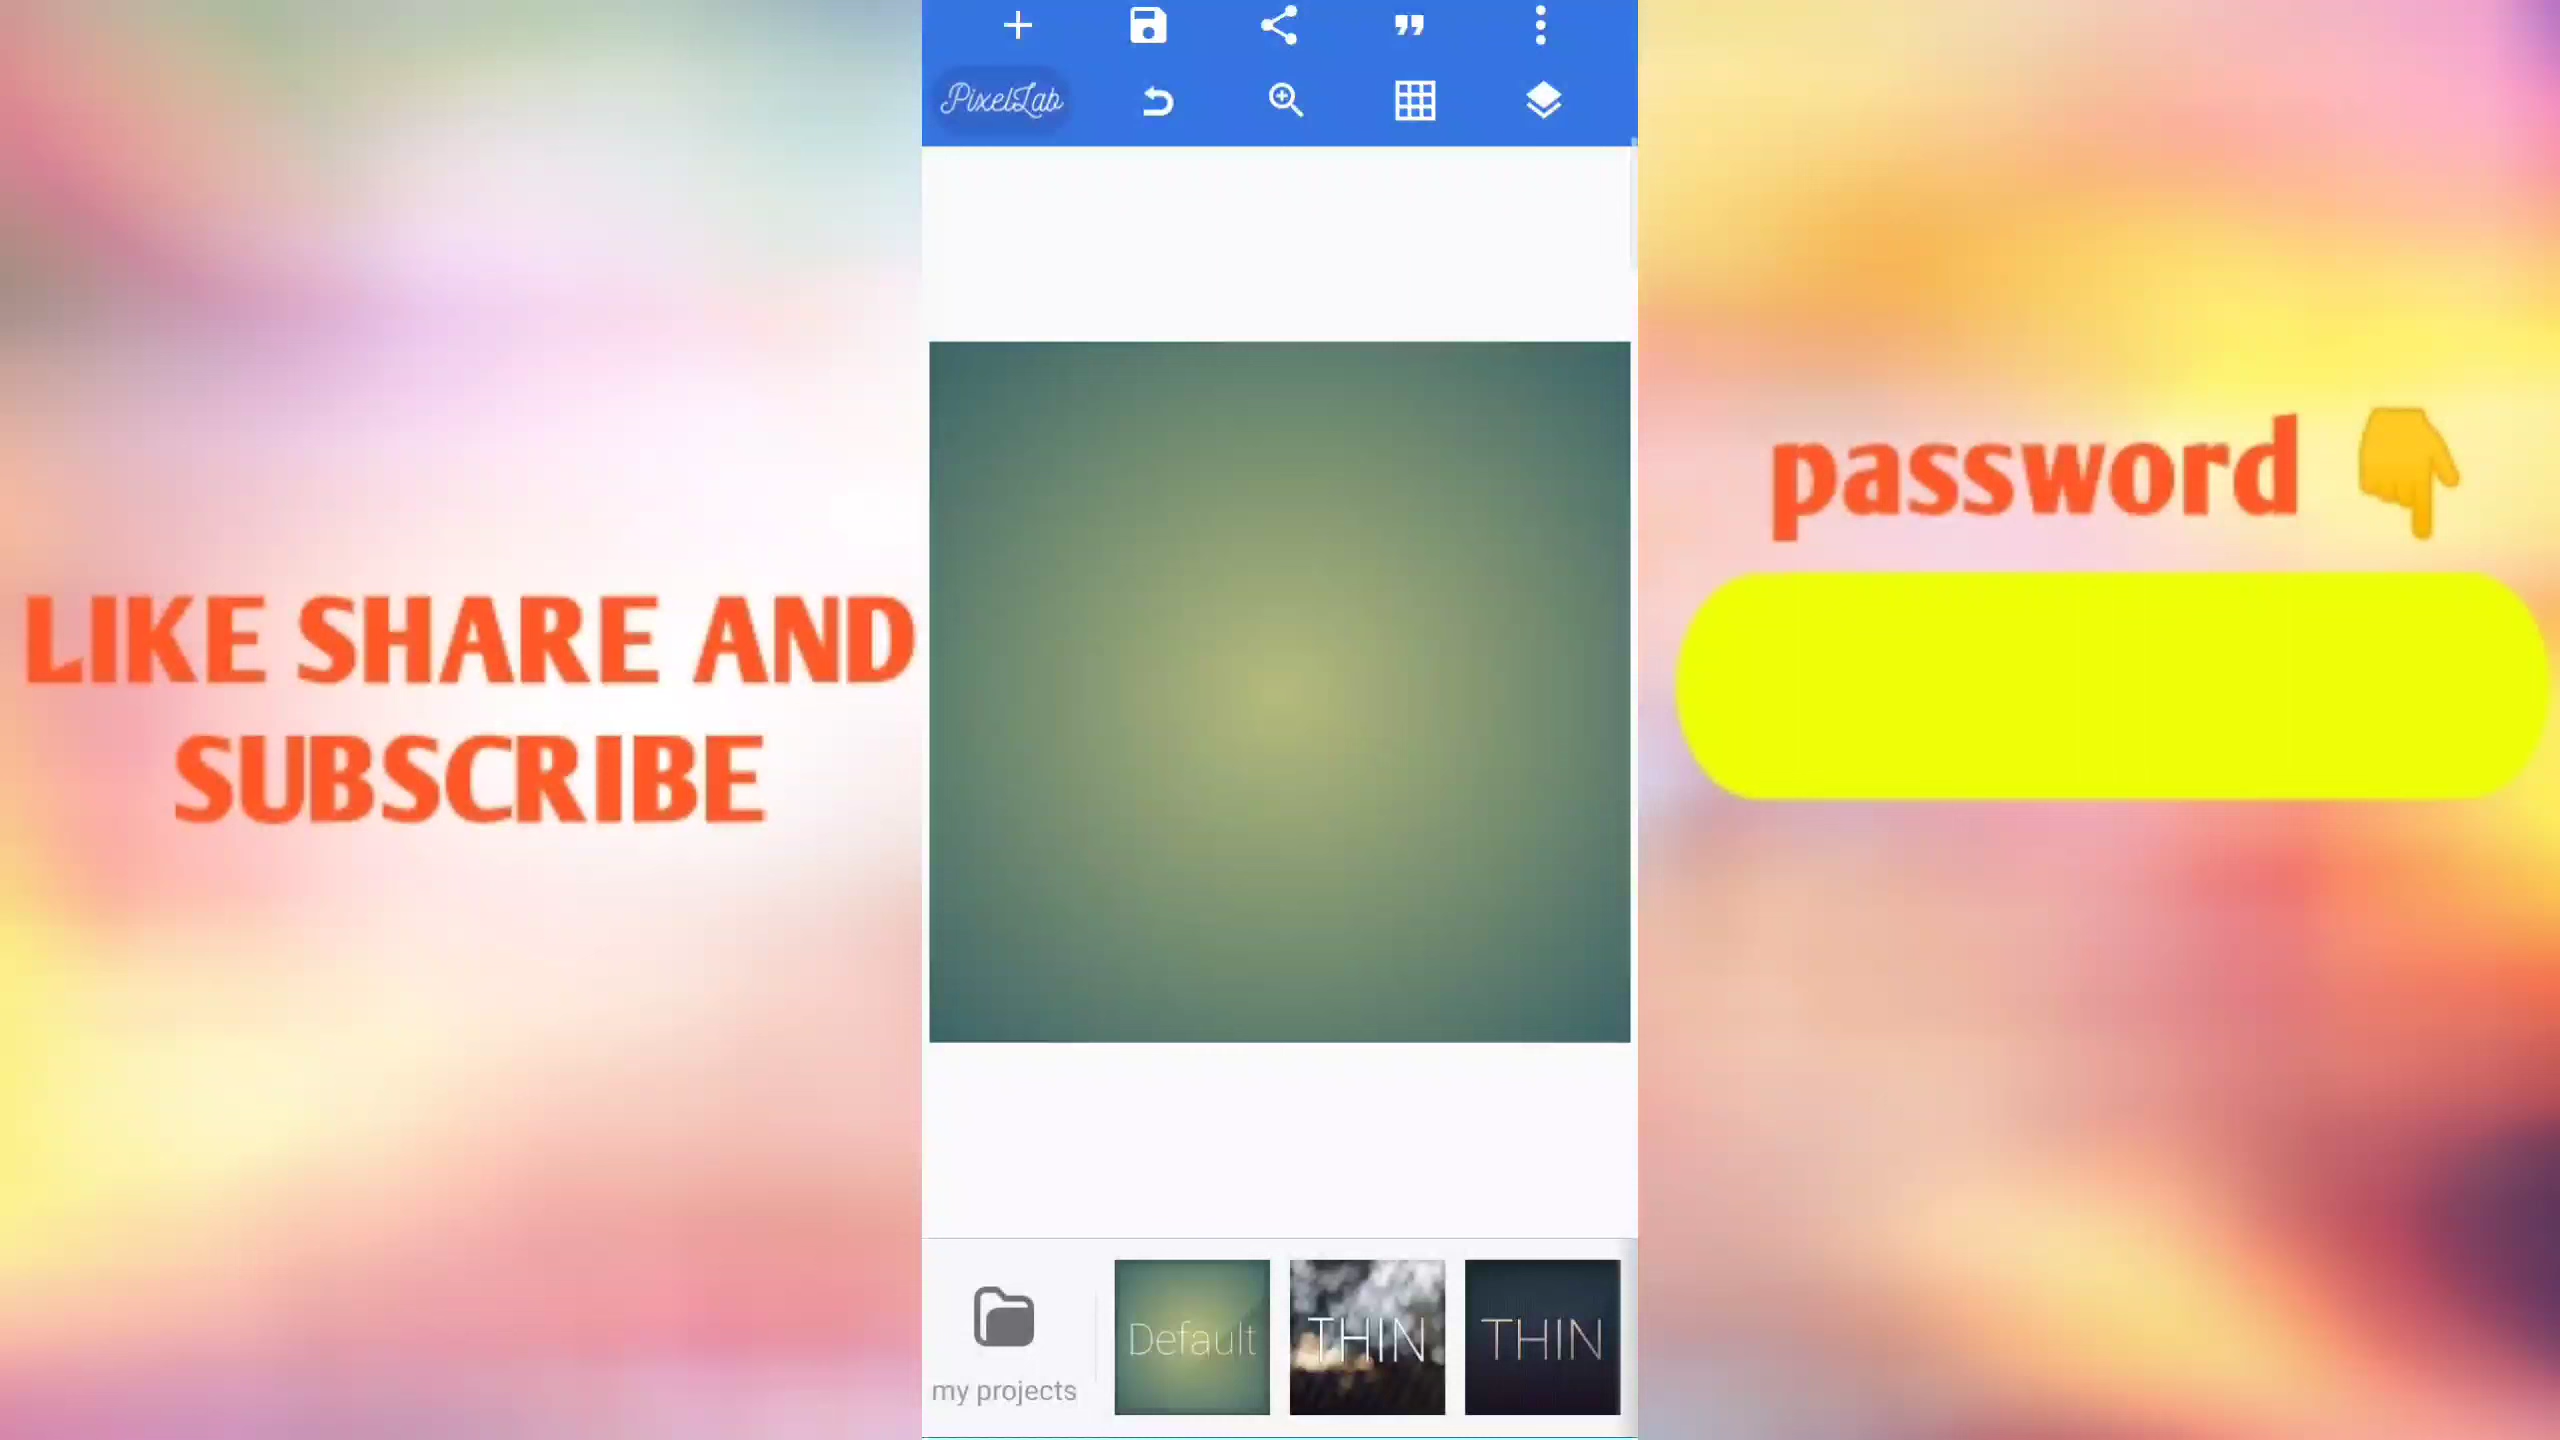 PixelLab
LIKE SHARE AND
SUBSCRIBE
password 👇
Default
THIN
THIN
my projects